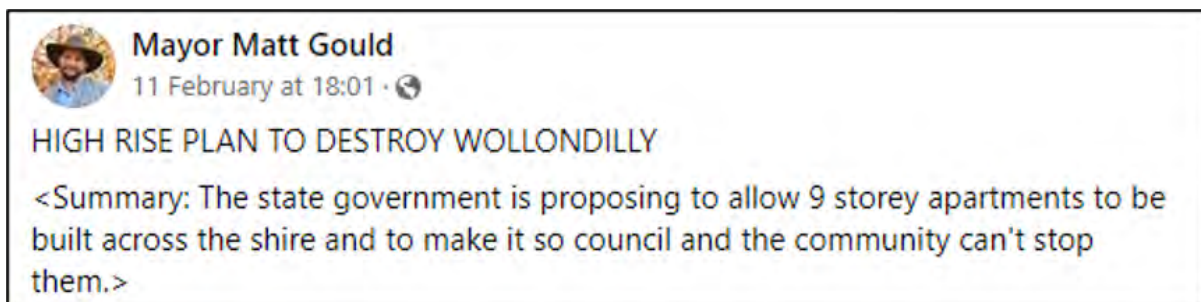 Mayor Matt Gould
11 February at 18:01 ·
HIGH RISE PLAN TO DESTROY WOLLONDILLY
<Summary: The state government is proposing to allow 9 storey apartments to be
built across the shire and to make it so council and the community can't stop
them.>